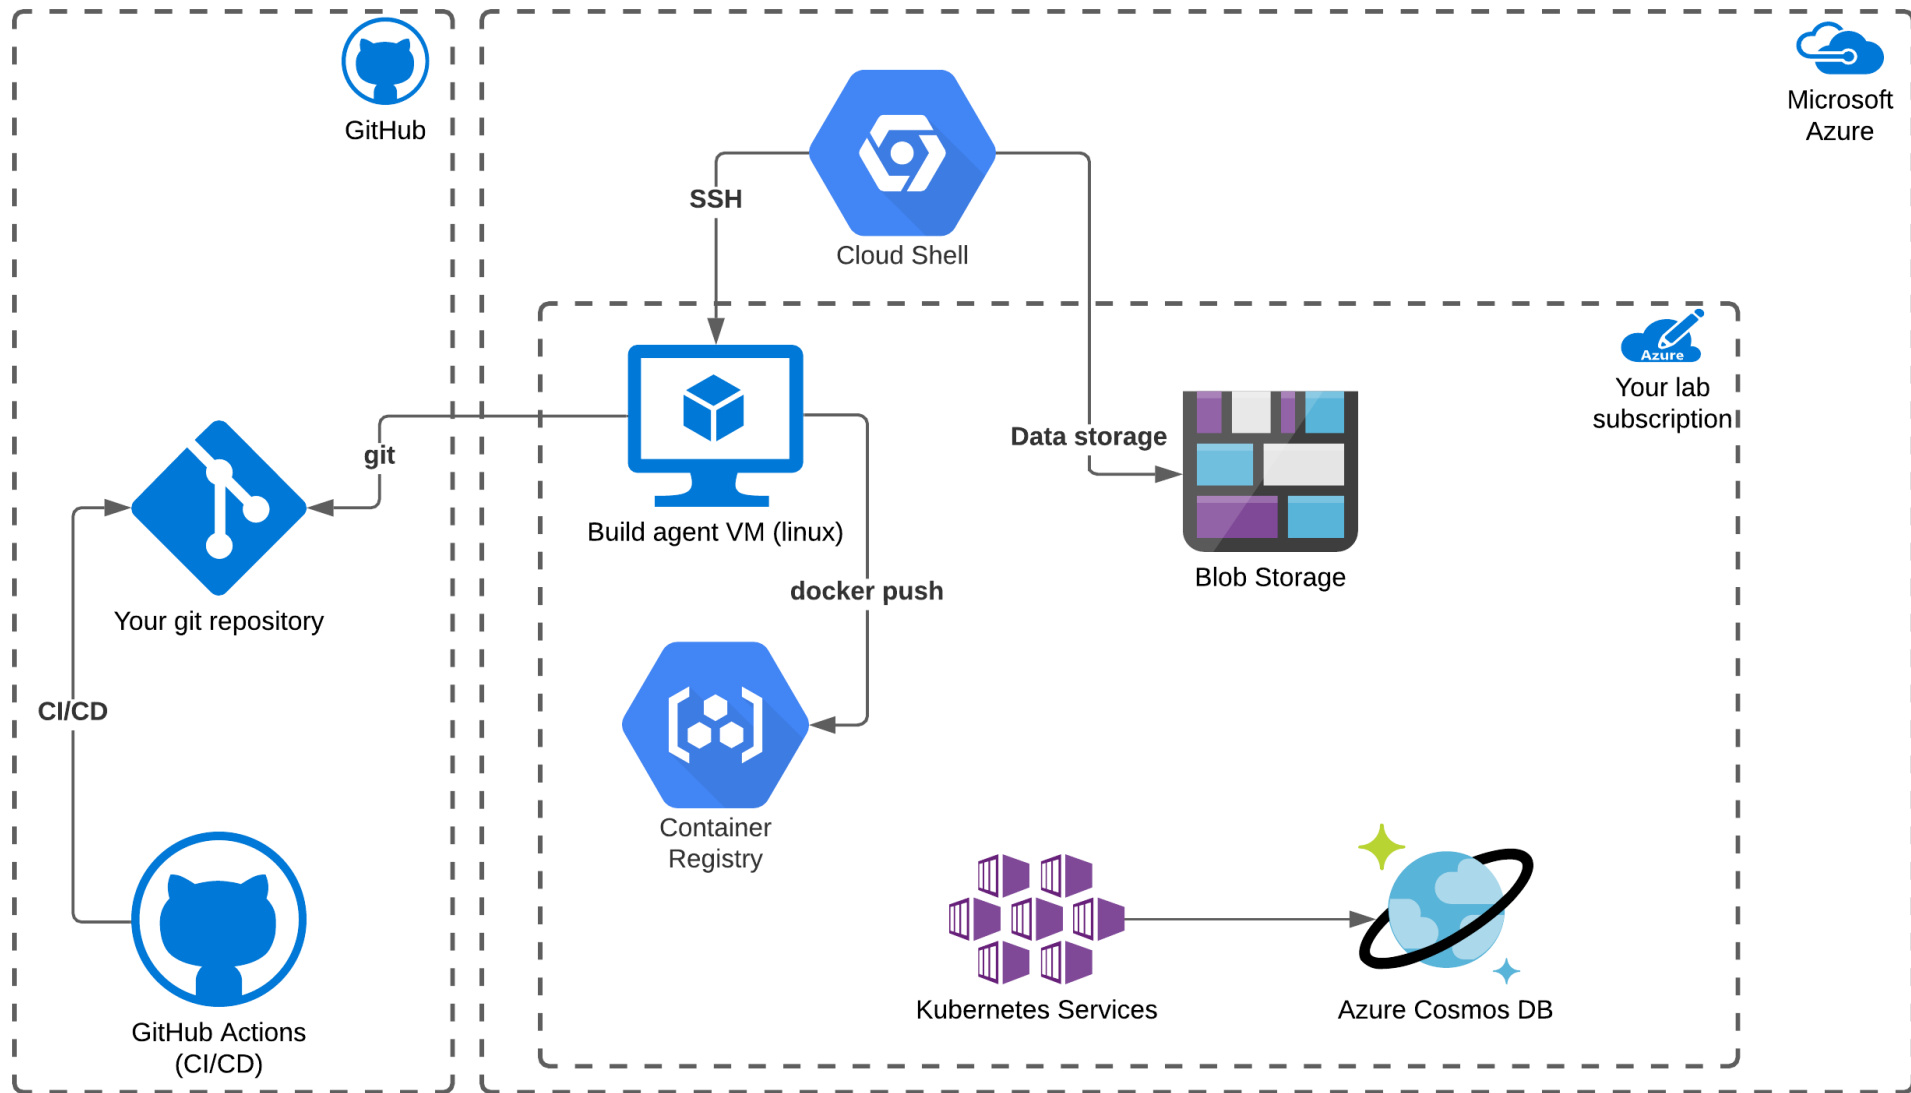 GitHub
Microsoft
Azure
SSH
Cloud Shell
Azure
Your lab
subscription
git
Data storage
Build agent VM (linux)
Blob Storage
docker push
Your git repository
CI/CD
Container
Registry
Kubernetes Services
Azure Cosmos DB
GitHub Actions
(CI/CD)